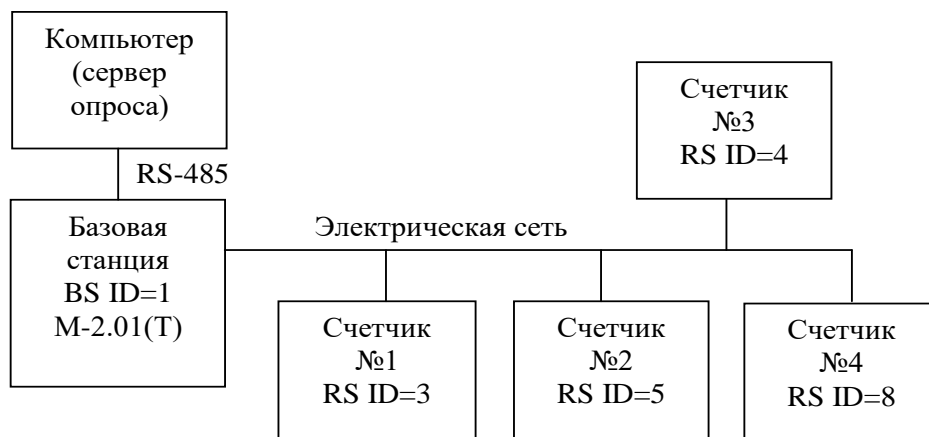 Компьютер
(сервер
опроса)
RS-485
Базовая
станция
BS ID=1
М-2.01(Т)
Электрическая сеть
Счетчик
№3
RS ID=4
Счетчик
№1
RS ID=3
Счетчик
№2
RS ID=5
Счетчик
№4
RS ID=8